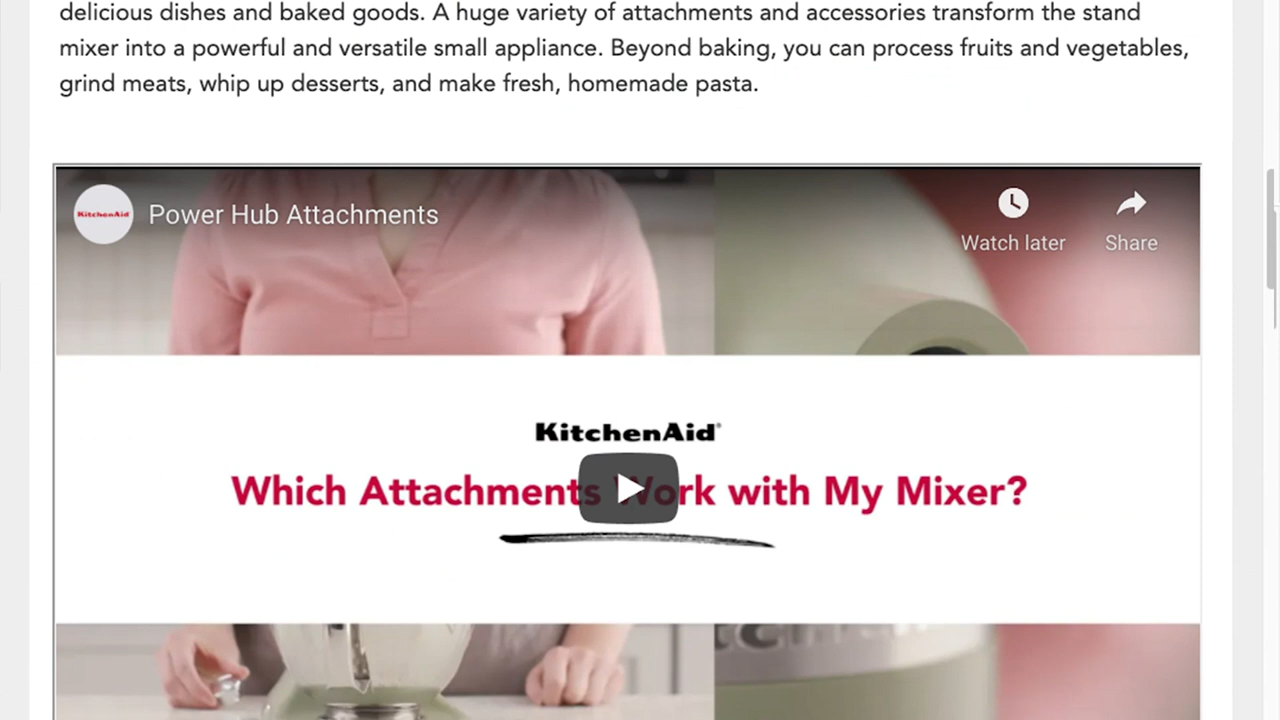 delicious dishes and baked goods. A huge variety of attachments and accessories transform the stand
mixer into a powerful and versatile small appliance. Beyond baking, you can process fruits and vegetables,
grind meats, whip up desserts, and make fresh, homemade pasta.
KitchenAid
Power Hub Attachments
Watch later
Share
KitchenAid®
Which Attachments Work with My Mixer?